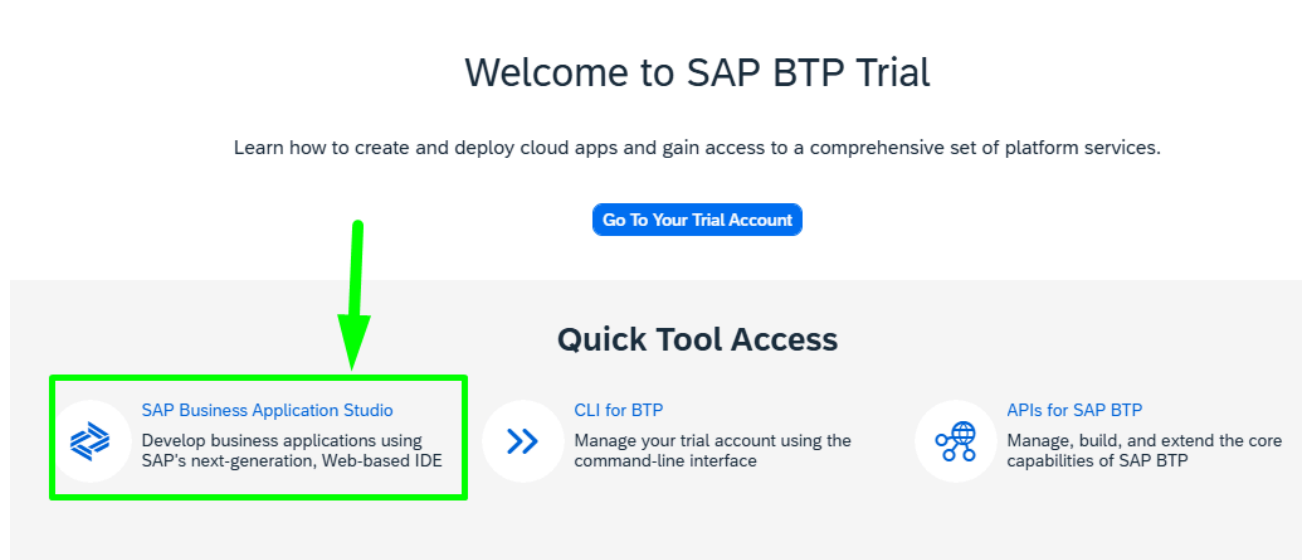 Welcome to SAP BTP Trial
Learn how to create and deploy cloud apps and gain access to a comprehensive set of platform services.
Go To Your Trial Account
Quick Tool Access
SAP Business Application Studio
Develop business applications using
SAP's next-generation, Web-based IDE
CLI for BTP
Manage your trial account using the
command-line interface
APIs for SAP BTP
Manage, build, and extend the core
capabilities of SAP BTP